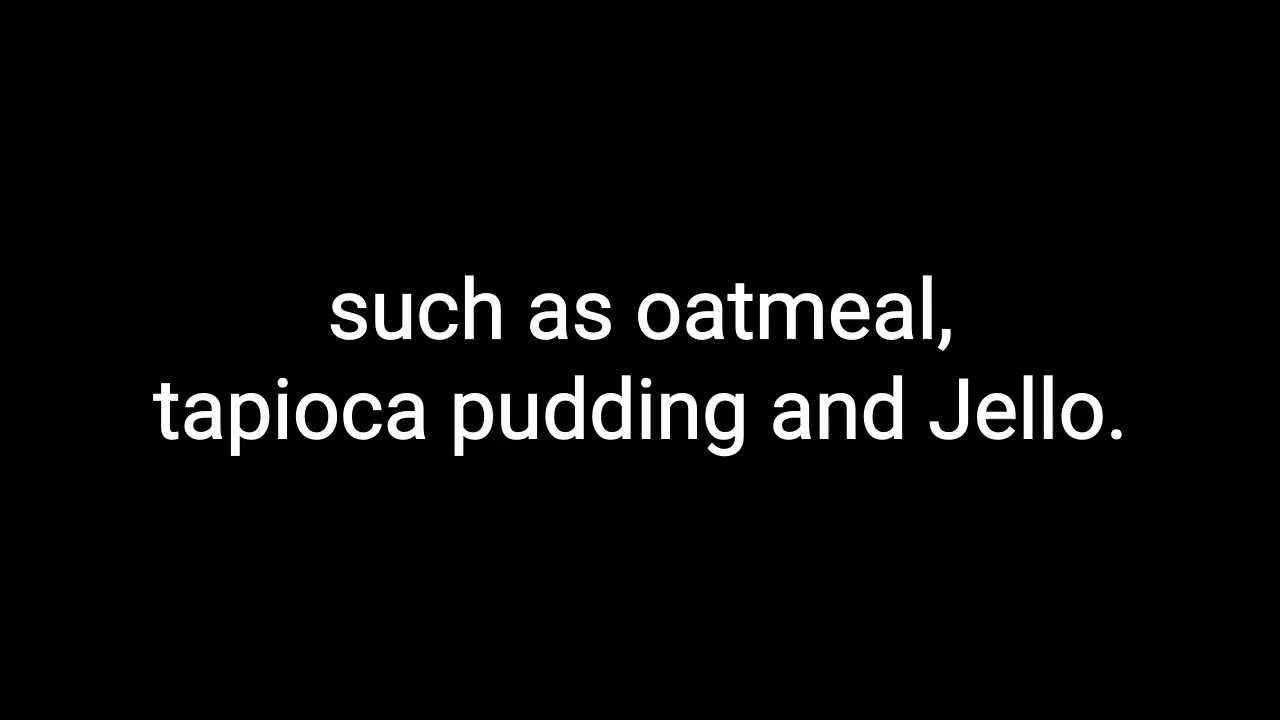 such as oatmeal,
tapioca pudding and Jello.